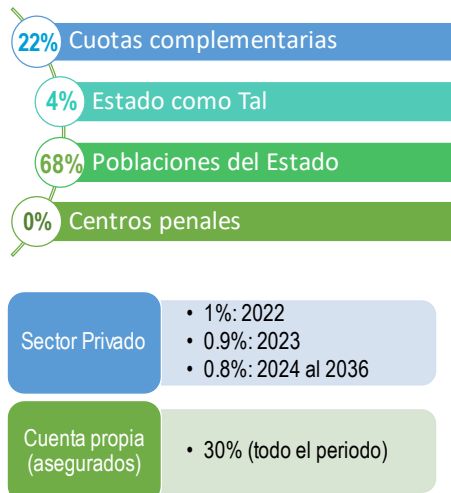 22% Cuotas complementarias
4% Estado como Tal
68% Poblaciones del Estado
0% Centros penales
Sector Privado
• 1%: 2022
• 0.9%: 2023
• 0.8%: 2024 al 2036
Cuenta propia
(asegurados)
• 30% (todo el periodo)